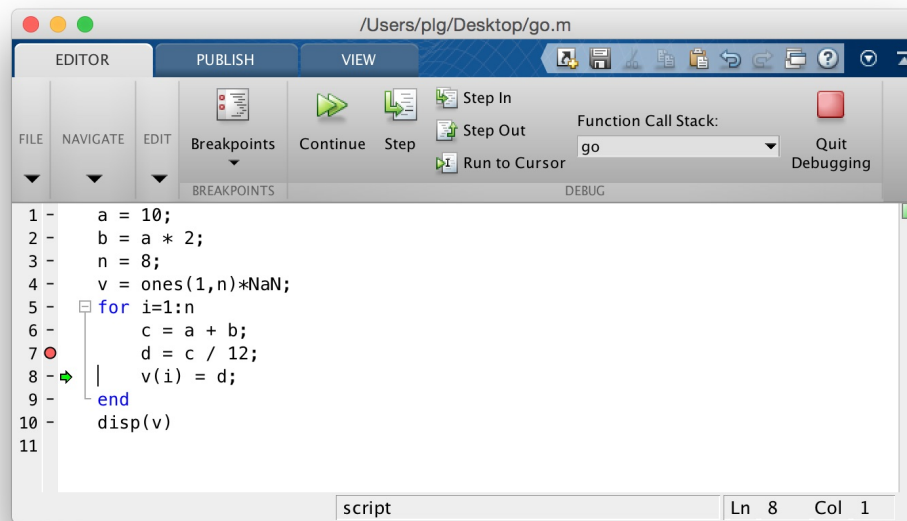 /Users/plg/Desktop/go.m
EDITOR PUBLISH VIEW
FILE NAVIGATE EDIT Breakpoints Continue Step Step In Step Out Run to Cursor Function Call Stack: go Quit Debugging
BREAKPOINTS DEBUG
1 a = 10;
2 b = a * 2;
3 n = 8;
4 v = ones(1,n)*NaN;
5 for i=1:n
6 c = a + b;
7 d = c / 12;
8 v(i) = d;
9 end
10 disp(v)
11
script Ln 8 Col 1